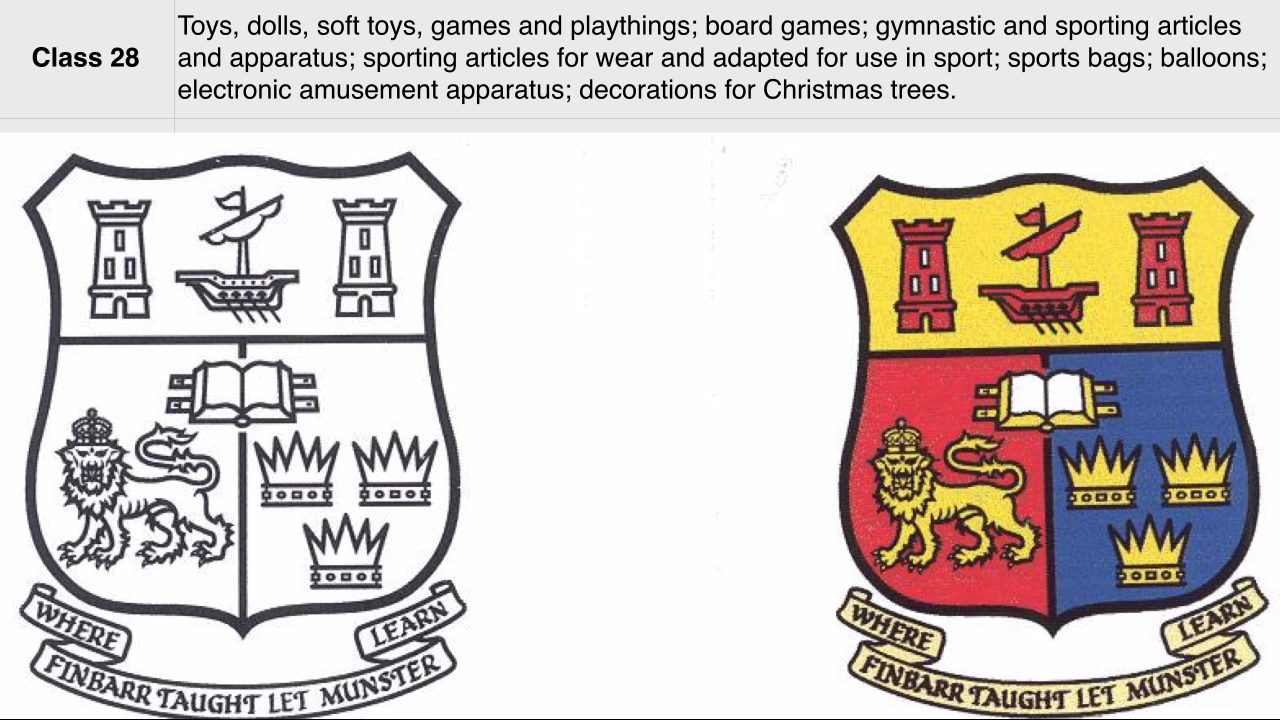 Class 28
Toys, dolls, soft toys, games and playthings; board games; gymnastic and sporting articles
and apparatus; sporting articles for wear and adapted for use in sport; sports bags; balloons;
electronic amusement apparatus; decorations for Christmas trees.
WHERE
FINBARR TAUGHT LET MUNSTER
LEARN
WHERE
FINBARR TAUGHT LET MUNSTER
LEARN